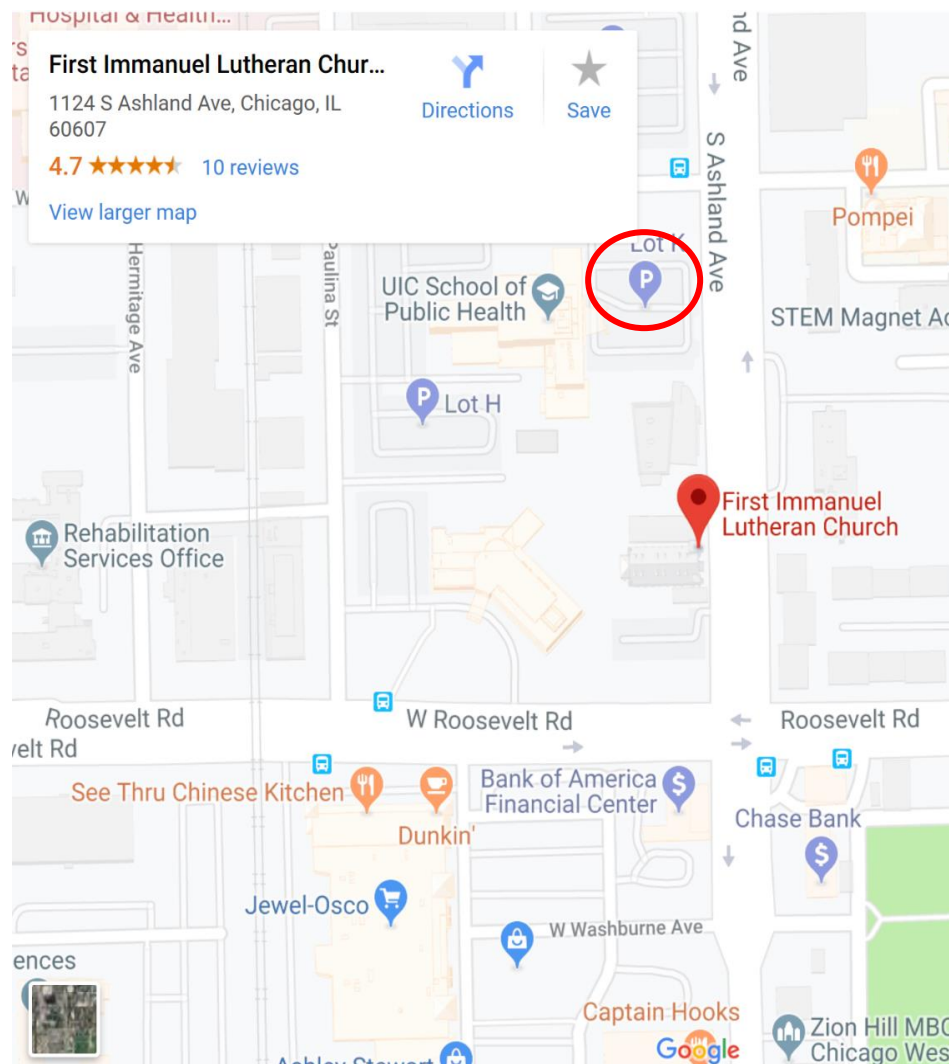 Hospital & Health...
First Immanuel Lutheran Chur...
1124 S Ashland Ave, Chicago, IL
60607
Directions
Save
4.7
10 reviews
View larger map
nd Ave
S Ashland Ave
Pompei
Lot K
P
UIC School of
Public Health
Hermitage Ave
Paulina St
STEM Magnet Ac
P
Lot H
First Immanuel
Lutheran Church
Rehabilitation
Services Office
Roosevelt Rd
W Roosevelt Rd
Roosevelt Rd
velt Rd
See Thru Chinese Kitchen
Dunkin'
Bank of America
Financial Center
$
Chase Bank
$
Jewel-Osco
W Washburne Ave
ences
Captain Hooks
Google
Zion Hill MBC
Chicago Wes
Ashley Stewart